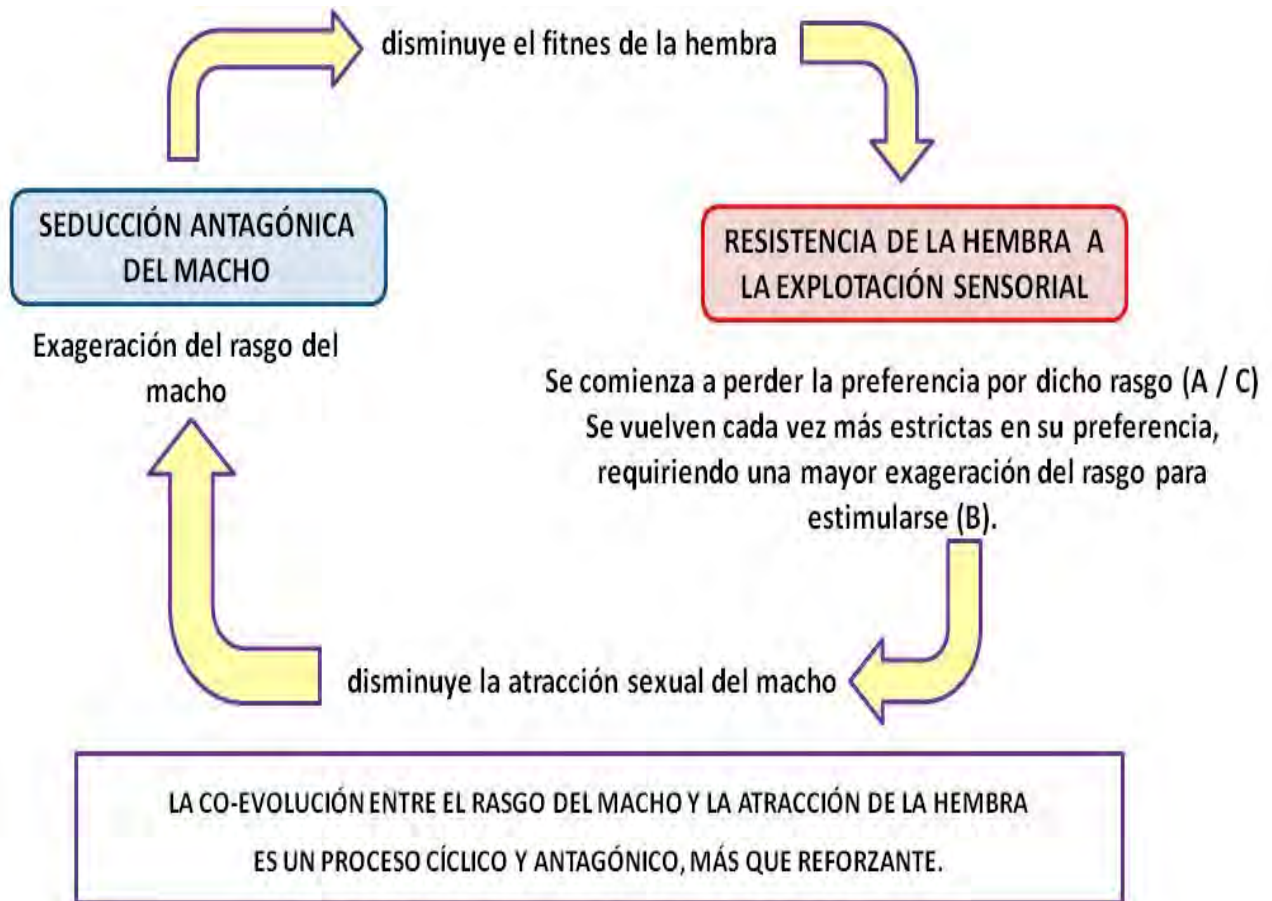 disminuye el fitnes de la hembra
SEDUCCIÓN ANTAGÓNICA
DEL MACHO
Exageración del rasgo del
macho
RESISTENCIA DE LA HEMBRA A
LA EXPLOTACIÓN SENSORIAL
Se comienza a perder la preferencia por dicho rasgo (A / C)
Se vuelven cada vez más estrictas en su preferencia,
requiriendo una mayor exageración del rasgo para
estimularse (B).
disminuye la atracción sexual del macho
LA CO-EVOLUCIÓN ENTRE EL RASGO DEL MACHO Y LA ATRACCIÓN DE LA HEMBRA
ES UN PROCESO CÍCLICO Y ANTAGÓNICO, MÁS QUE REFORZANTE.